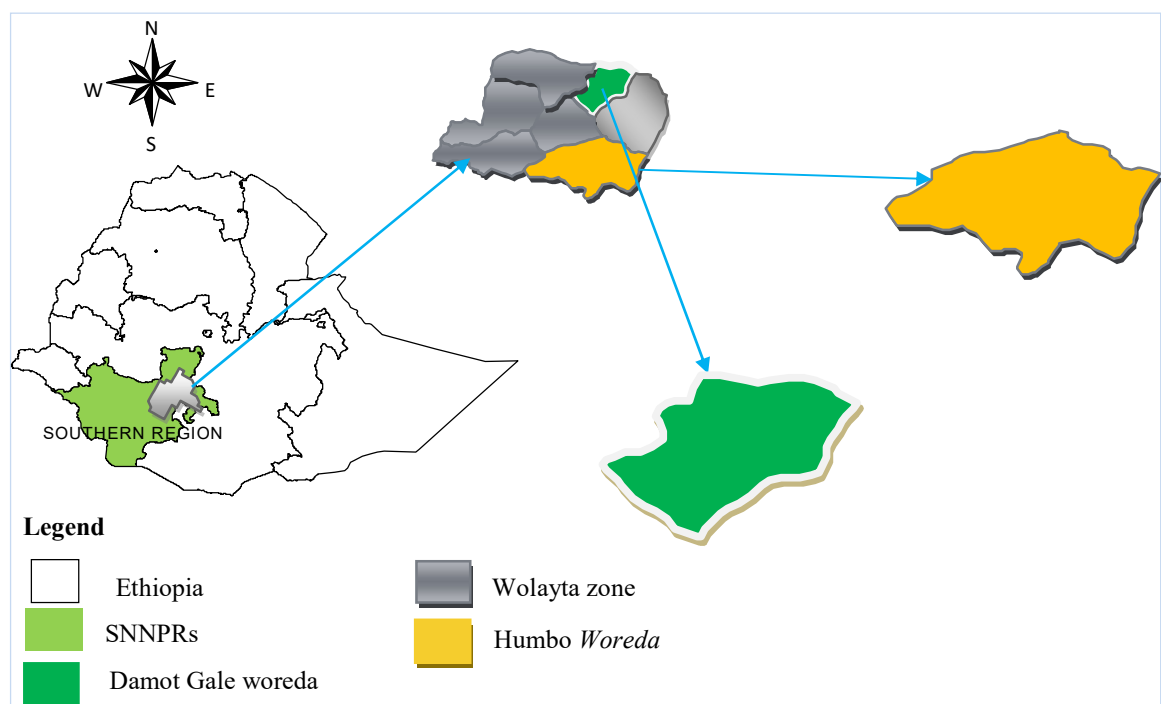 N
W E
S
SOUTHERN REGION
Legend
Ethiopia
SNNPRs
Damot Gale woreda
Wolayta zone
Humbo Woreda